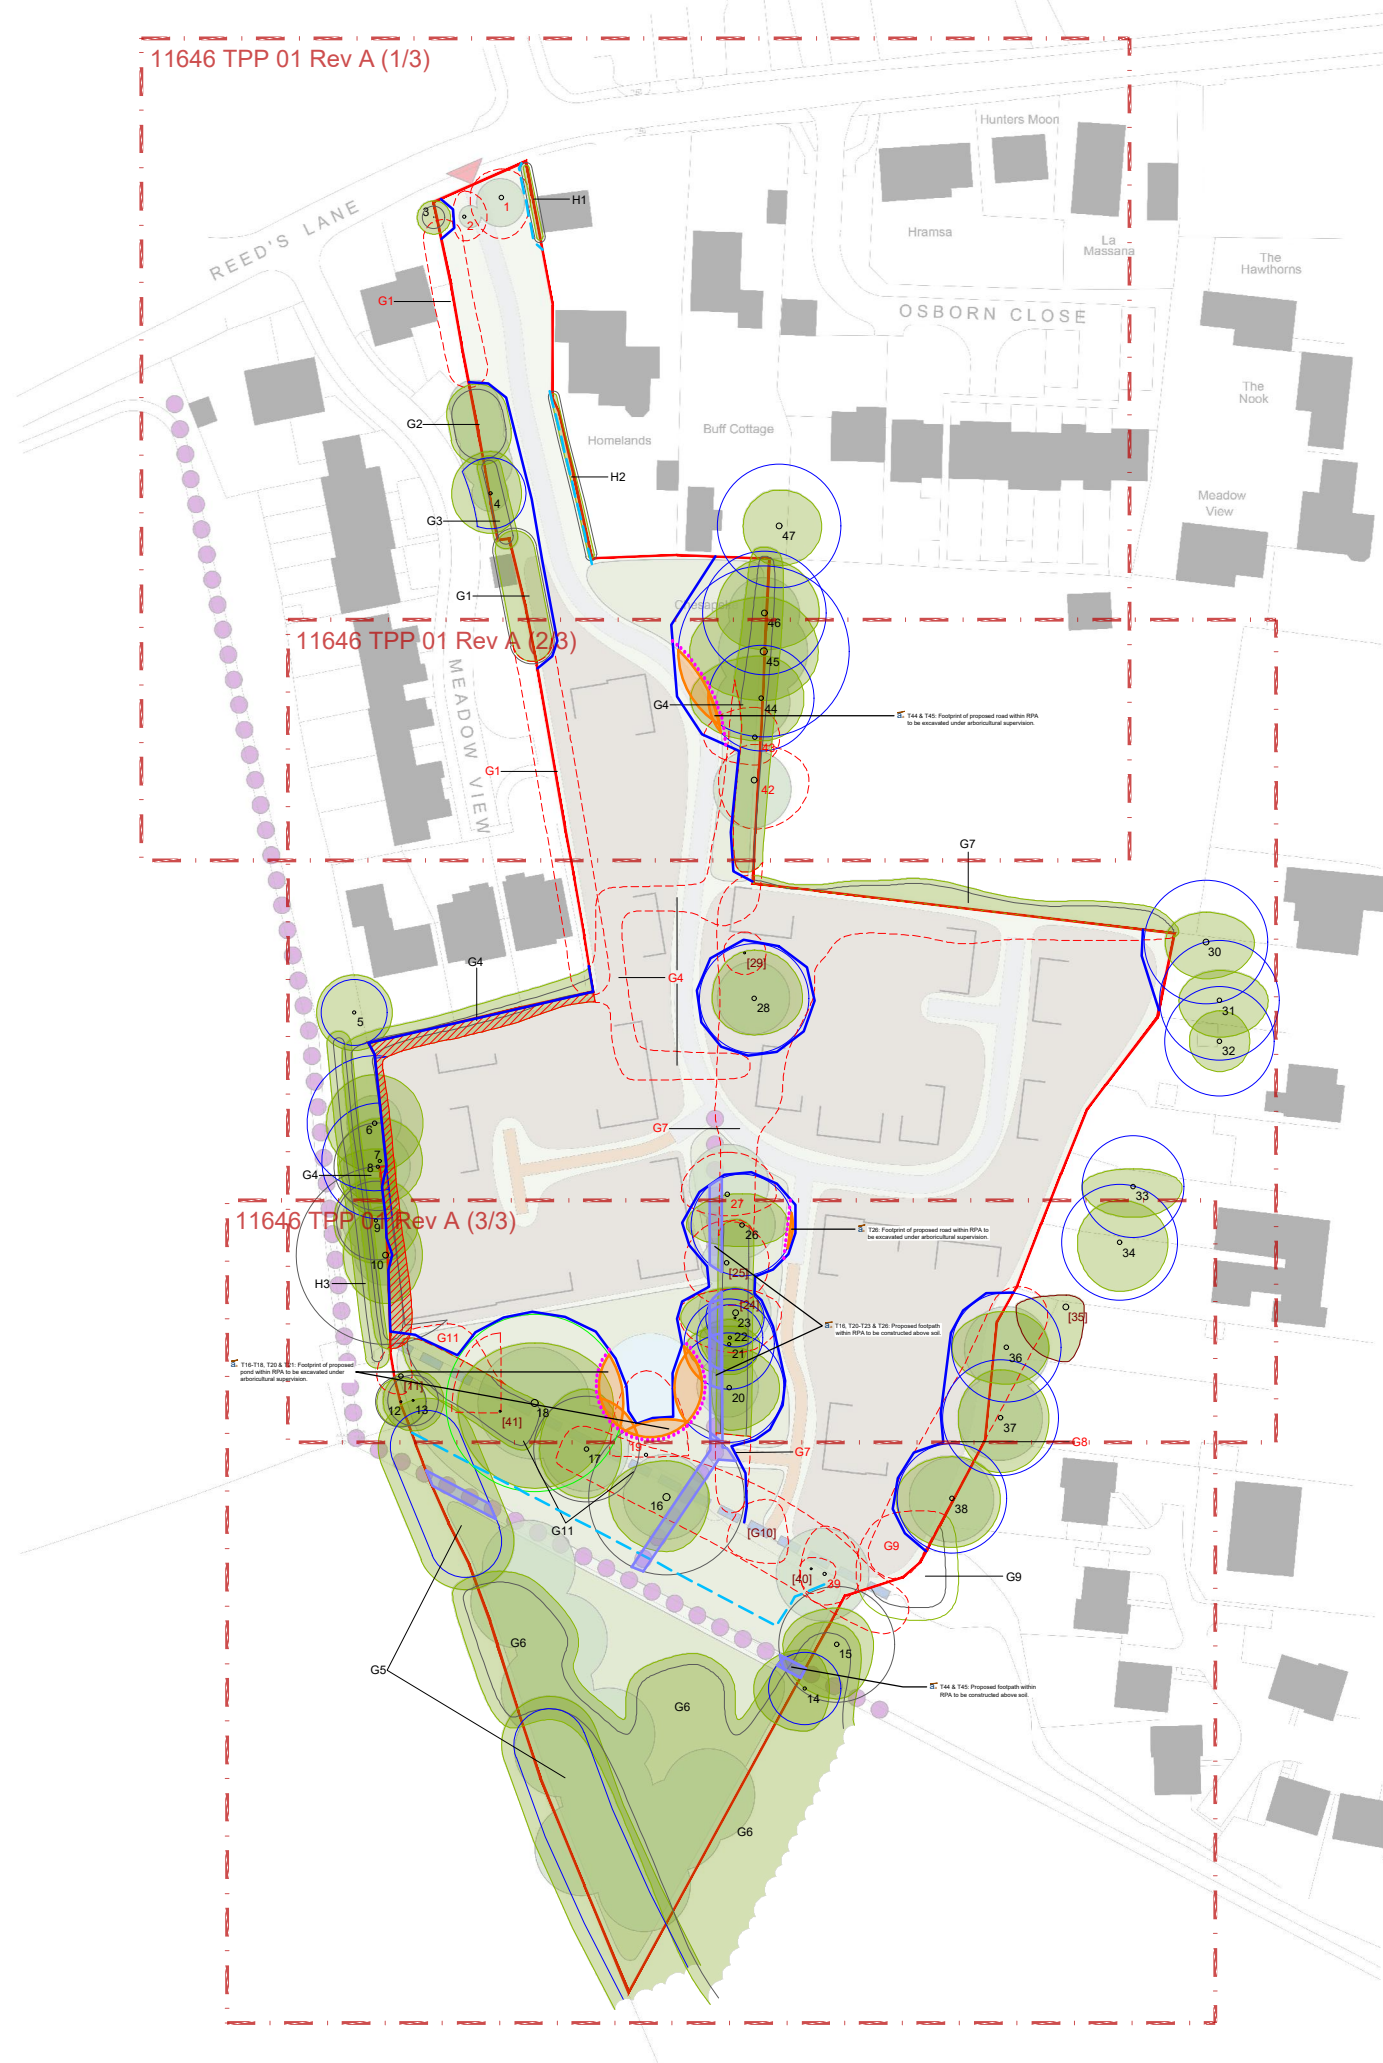 11646 TPP 01 Rev A (1/3)
Hunters Moon
H1
3
2
1
REED'S LANE
Hramsa
La
Massana
The
Hawthorns
G1
OSBORN CLOSE
The
Nook
G2
Homelands
Buff Cottage
H2
4
G3
Meadow
View
47
G1
46
11646 TPP 01 Rev A (2/3)
45
MEADOW VIEW
G4
44
T44 & T45: Footprint of proposed road within RPA
to be excavated under arboricultural supervision.
43
G1
42
G7
G4
[29]
30
G4
28
31
5
32
6
G7
7
8
G4
33
27
11646 TPP 01 Rev A (3/3)
9
26
T26: Footprint of proposed road within RPA to
be excavated under arboricultural supervision.
34
10
[25]
H3
[24]
[35]
23
T16, T20-T23 & T26: Proposed footpath
within RPA to be constructed above soil.
G11
22
21
36
T16-T18, T20 & T21: Footprint of proposed
pond within RPA to be excavated under
arboricultural supervision.
[11]
20
12
13
18
[41]
37
19
G8
17
G7
16
38
G11
[G10]
G9
[40]
39
G9
G6
15
G5
14
T44 & T45: Proposed footpath within
RPA to be constructed above soil.
G6
G6